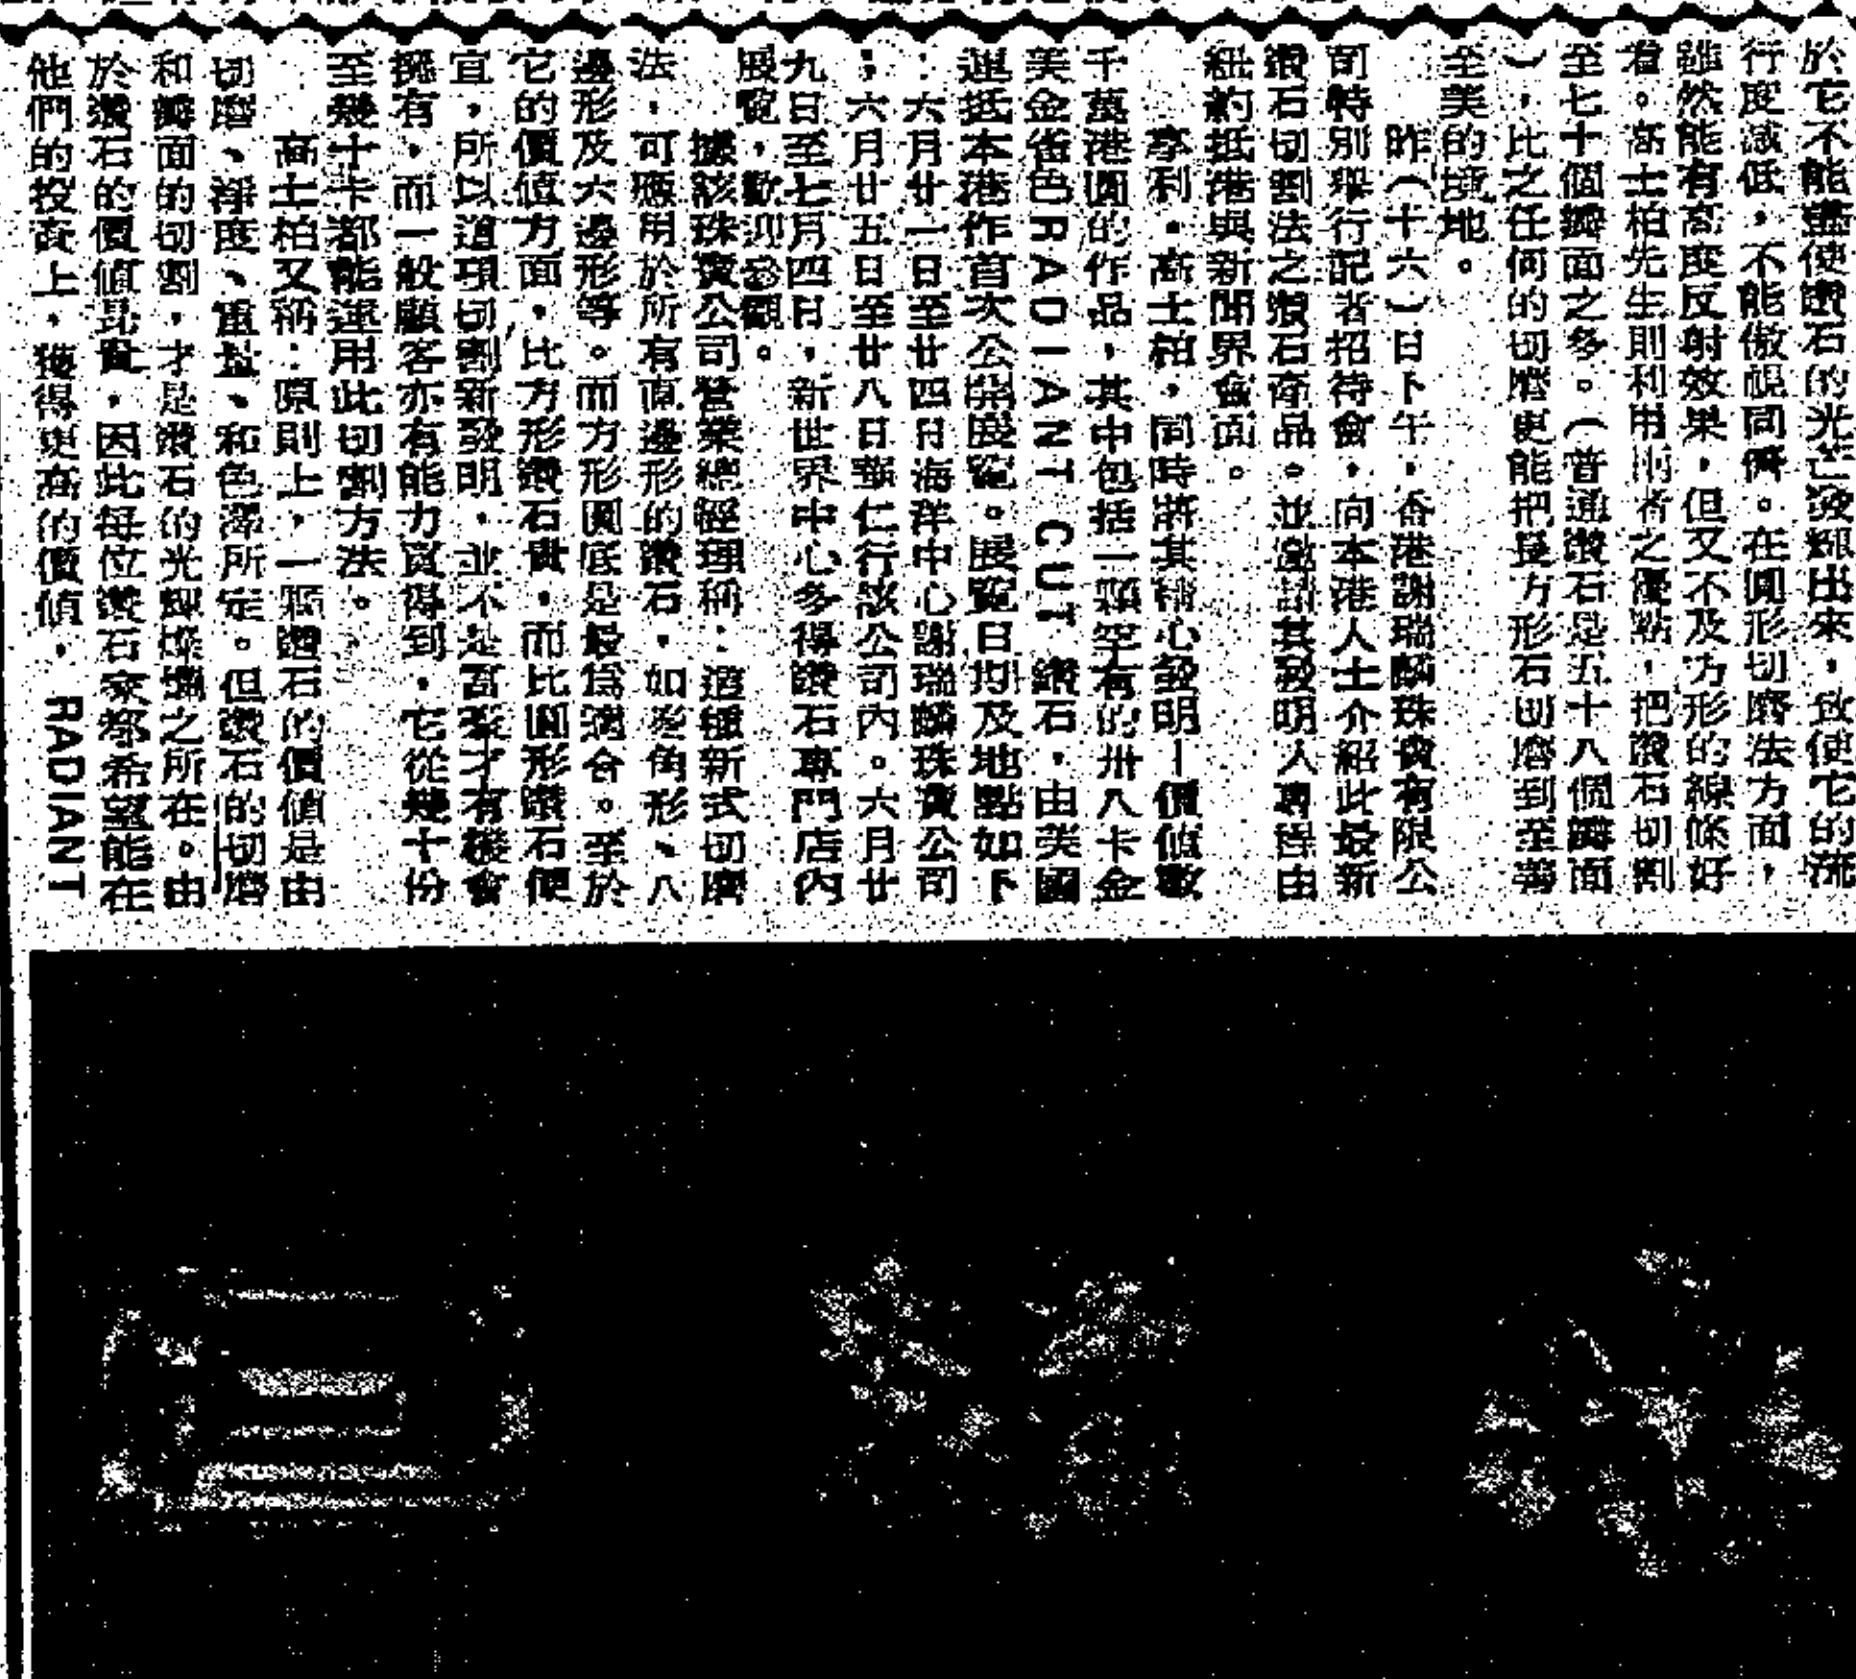 於它不能盡使鑽石的光芒發輝出來，致使它的流
行度減低，不能傲視同儕。在圓形切磨法方面，
雖然能有高度反射效果，但又不及方形的線條好
看。高士柏先生則利用兩者之優點，把鑽石切割
至七十個瓣面之多。（普通鑽石是五十八個瓣面
），比之任何的切磨更能把長方形石切磨到至善
至美的境地。
昨（十六）日下午，香港謝瑞麟珠寶有限公
司特別舉行記者招待會，向本港人士介紹此最新
鑽石切割法之鑽石產品。並邀請其發明人專程由
紐約抵港與新聞界會面。
亨利．高士柏，同時將其精心發明—價值數
千萬港圓的作品，其中包括一顆罕有的卅八卡金
美金雀色RADIANT CUT 鑽石，由美國
運抵本港作首次公開展覽。展覽日期及地點如下
：六月廿一日至廿四日海洋中心謝瑞麟珠寶公司
；六月廿五日至廿八日華仁行該公司內。六月廿
九日至七月四日，新世界中心多得鑽石專門店內
展覽，歡迎參觀。
據該珠寶公司營業總經理稱：這種新式切磨
法，可應用於所有直邊形的鑽石，如菱角形、八
邊形及六邊形等。而方形圓底是最為適合。至於
它的價值方面，比方形鑽石貴，而比圓形鑽石便
宜，所以這項切割新發明，並不是富豪才有機會
擁有，而一般顧客亦有能力買得到，它從幾十份
至幾十卡都能運用此切割方法。
高士柏又稱：原則上，一顆鑽石的價值是由
切磨、淨度、重量、和色澤所定。但鑽石的切磨
和瓣面的切割，才是鑽石的光輝燦爛之所在。由
於鑽石的價值昂貴，因此每位鑽石家都希望能在
他們的投資上，獲得更高的價值， RADIANT